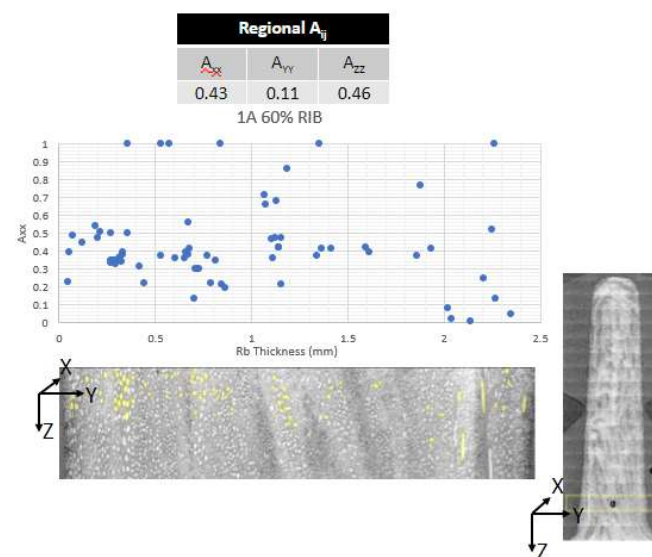 Regional Aij
Axx AYY AZZ
0.43 0.11 0.46
1A 60% RIB
1
0.9
0.8
0.7
0.6
0.5
0.4
0.3
0.2
0.1
0
Axx
0 0.5 1 1.5 2 2.5
Rb Thickness (mm)
X
Y
Z
X
Y
Z